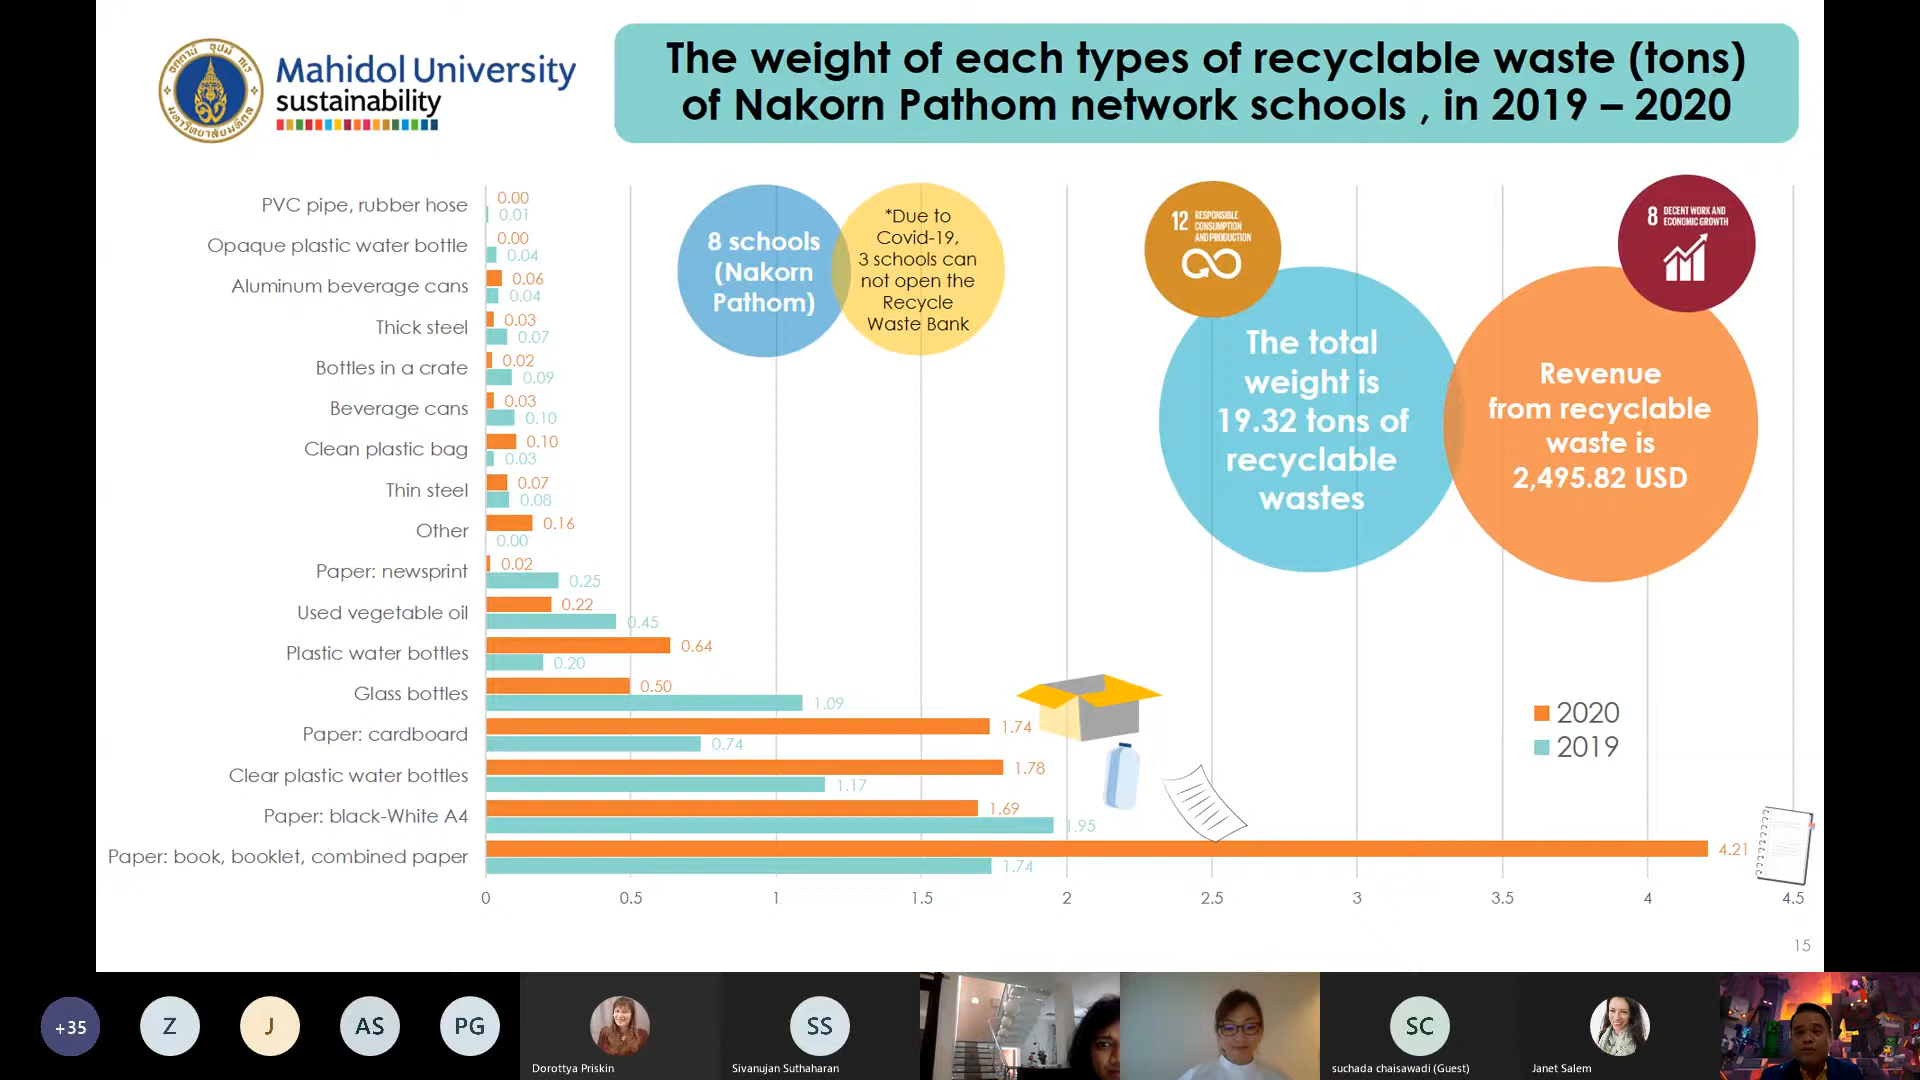 Mahidol University
sustainability
The weight of each types of recyclable waste (tons)
of Nakorn Pathom network schools , in 2019 – 2020
PVC pipe, rubber hose
0.00
0.01
Opaque plastic water bottle
0.00
0.04
Aluminum beverage cans
0.06
0.04
Thick steel
0.03
0.07
Bottles in a crate
0.02
0.09
Beverage cans
0.03
0.10
Clean plastic bag
0.10
0.03
Thin steel
0.07
0.08
Other
0.16
0.00
Paper: newsprint
0.02
0.25
Used vegetable oil
0.22
0.45
Plastic water bottles
0.64
0.20
Glass bottles
0.50
1.09
Paper: cardboard
1.74
0.74
Clear plastic water bottles
1.78
1.17
Paper: black-White A4
1.69
1.95
Paper: book, booklet, combined paper
4.21
1.74
0
0.5
1
1.5
2
2.5
3
3.5
4
4.5
8 schools
(Nakorn
Pathom)
*Due to
Covid-19,
3 schools can
not open the
Recycle
Waste Bank
12 RESPONSIBLE
CONSUMPTION
AND PRODUCTION
The total
weight is
19.32 tons of
recyclable
wastes
8 DECENT WORK AND
ECONOMIC GROWTH
Revenue
from recyclable
waste is
2,495.82 USD
2020
2019
15
+35
Z
J
AS
PG
Dorottya Priskin
SS
Sivanujan Suthaharan
SC
suchada chaisawadi (Guest)
Janet Salem